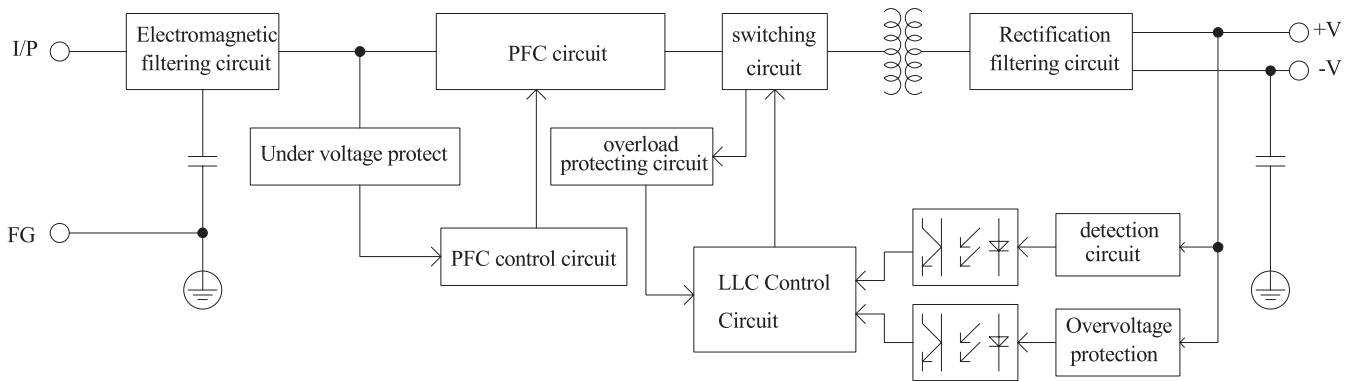 I/P
Electromagnetic
filtering circuit
PFC circuit
switching
circuit
Rectification
filtering circuit
+V
-V
Under voltage protect
overload
protecting circuit
FG
PFC control circuit
LLC Control
Circuit
detection
circuit
Overvoltage
protection